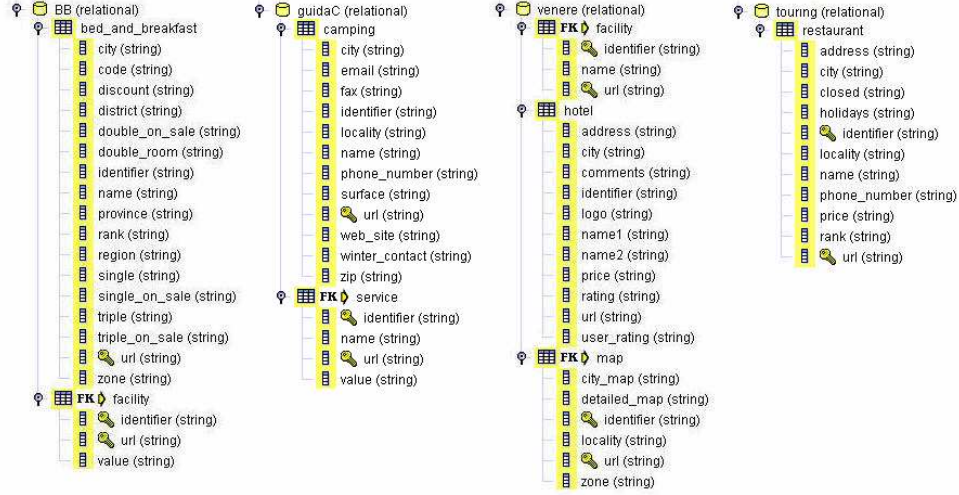 BB (relational)
bed_and_breakfast
city (string)
code (string)
discount (string)
district (string)
double_on_sale (string)
double_room (string)
identifier (string)
name (string)
province (string)
rank (string)
region (string)
single (string)
single_on_sale (string)
triple (string)
triple_on_sale (string)
url (string)
zone (string)
FK facility
identifier (string)
url (string)
value (string)
guidaC (relational)
camping
city (string)
email (string)
fax (string)
identifier (string)
locality (string)
name (string)
phone_number (string)
surface (string)
url (string)
web_site (string)
winter_contact (string)
zip (string)
FK service
identifier (string)
name (string)
url (string)
value (string)
venere (relational)
FK facility
identifier (string)
name (string)
url (string)
hotel
address (string)
city (string)
comments (string)
identifier (string)
logo (string)
name1 (string)
name2 (string)
price (string)
rating (string)
url (string)
user_rating (string)
FK map
city_map (string)
detailed_map (string)
identifier (string)
locality (string)
url (string)
zone (string)
touring (relational)
restaurant
address (string)
city (string)
closed (string)
holidays (string)
identifier (string)
locality (string)
name (string)
phone_number (string)
price (string)
rank (string)
url (string)